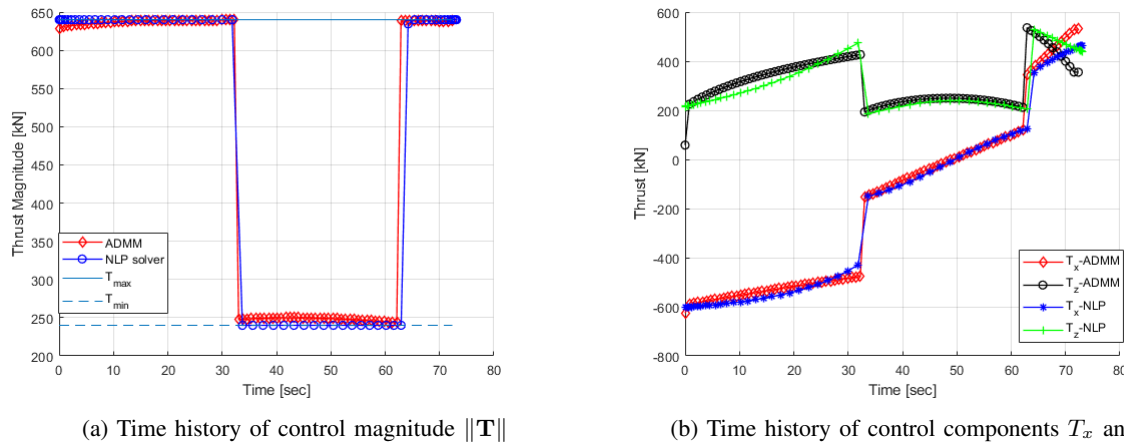 650
600
550
500
450
400
350
300
250
200
Thrust Magnitude [kN]
ADMM
NLP solver
T_max
T_min
0 10 20 30 40 50 60 70 80
Time [sec]
(a) Time history of control magnitude ‖T‖
600
400
200
0
-200
-400
-600
-800
Thrust [kN]
T_x-ADMM
T_z-ADMM
T_x-NLP
T_z-NLP
0 10 20 30 40 50 60 70 80
Time [sec]
(b) Time history of control components T_x an